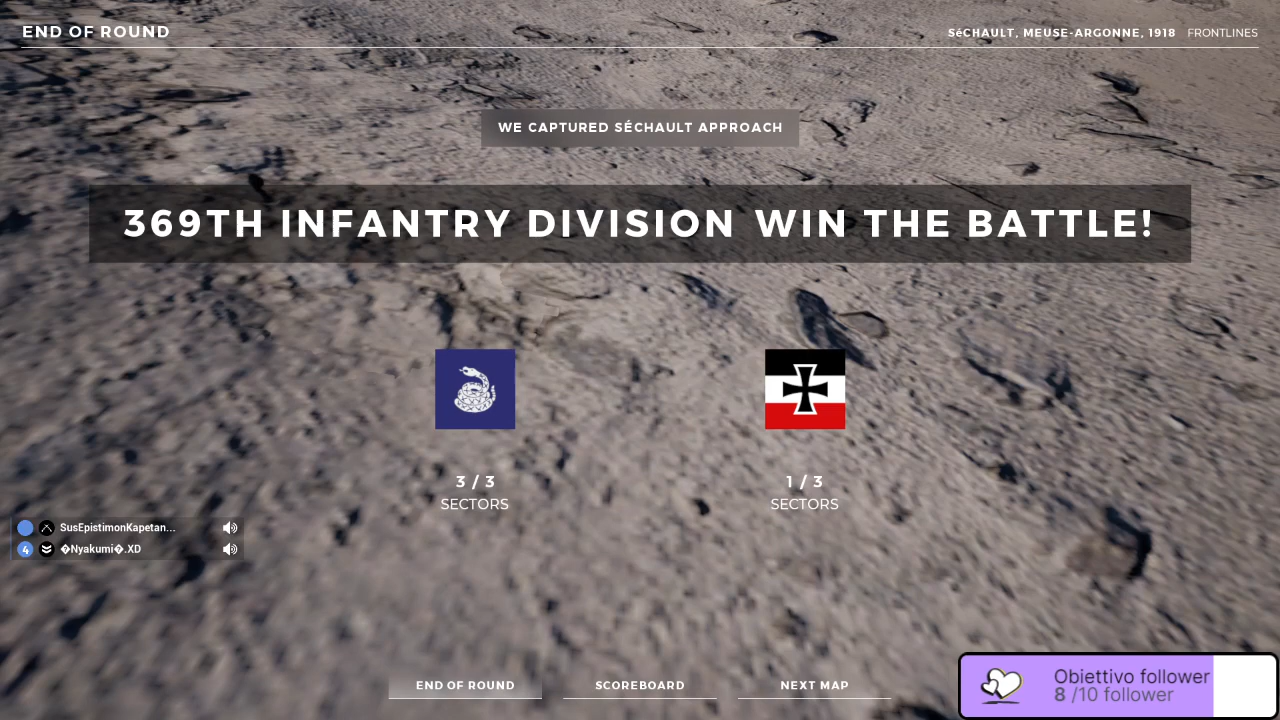 END OF ROUND
SéCHAULT, MEUSE-ARGONNE, 1918 FRONTLINES
WE CAPTURED SÉCHAULT APPROACH
369TH INFANTRY DIVISION WIN THE BATTLE!
3 / 3
SECTORS
1 / 3
SECTORS
SusEpistimonKapetan...
4 �Nyakumi�.XD
END OF ROUND
SCOREBOARD
NEXT MAP
Obiettivo follower
8 /10 follower